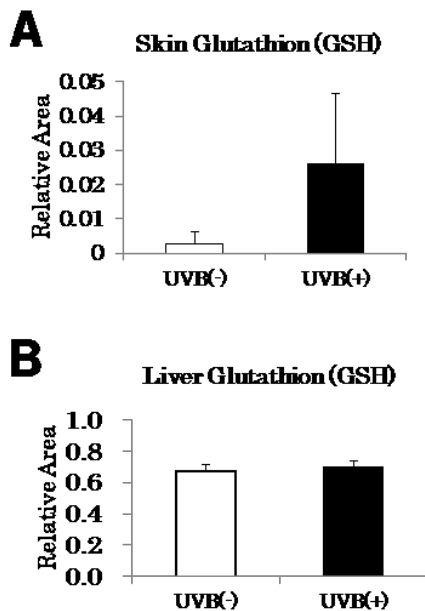 A
Skin Glutathion (GSH)
Relative Area
0.05
0.04
0.03
0.02
0.01
0
UVB(-)
UVB(+)
B
Liver Glutathion (GSH)
Relative Area
1.0
0.8
0.6
0.4
0.2
0.0
UVB(-)
UVB(+)